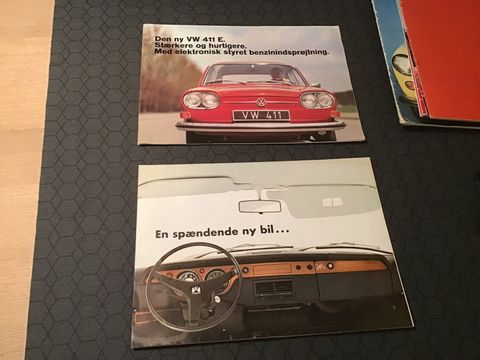 Den ny VW 411 E.
Stærkere og hurtigere.
Med elektronisk styret benzinindsprøjtning.
VW 411
En spændende ny bil...